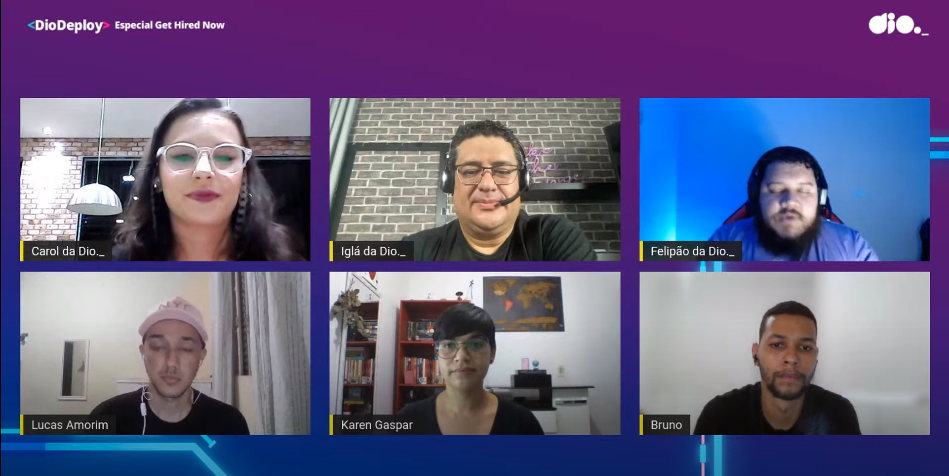 <DioDeploy> Especial Get Hired Now
dio._
Carol da Dio._
Iglá da Dio._
Felipão da Dio._
Lucas Amorim
Karen Gaspar
Bruno